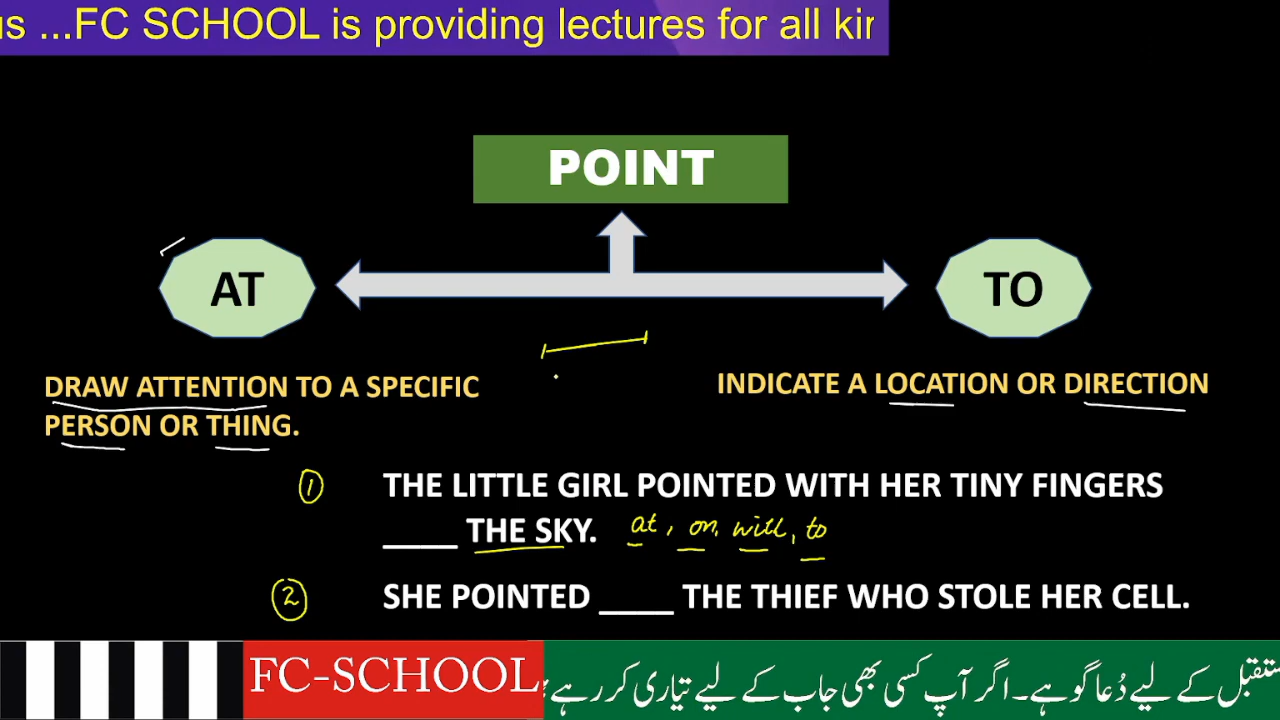 us ...FC SCHOOL is providing lectures for all kir
POINT
AT
TO
DRAW ATTENTION TO A SPECIFIC
PERSON OR THING.
INDICATE A LOCATION OR DIRECTION
1 THE LITTLE GIRL POINTED WITH HER TINY FINGERS
____ THE SKY. at, on, will, to
2 SHE POINTED ____ THE THIEF WHO STOLE HER CELL.
FC-SCHOOL
مستقبل کے لیے دُعا گو ہے۔ اگر آپ کسی بھی جاب کے لیے تیاری کر رہے